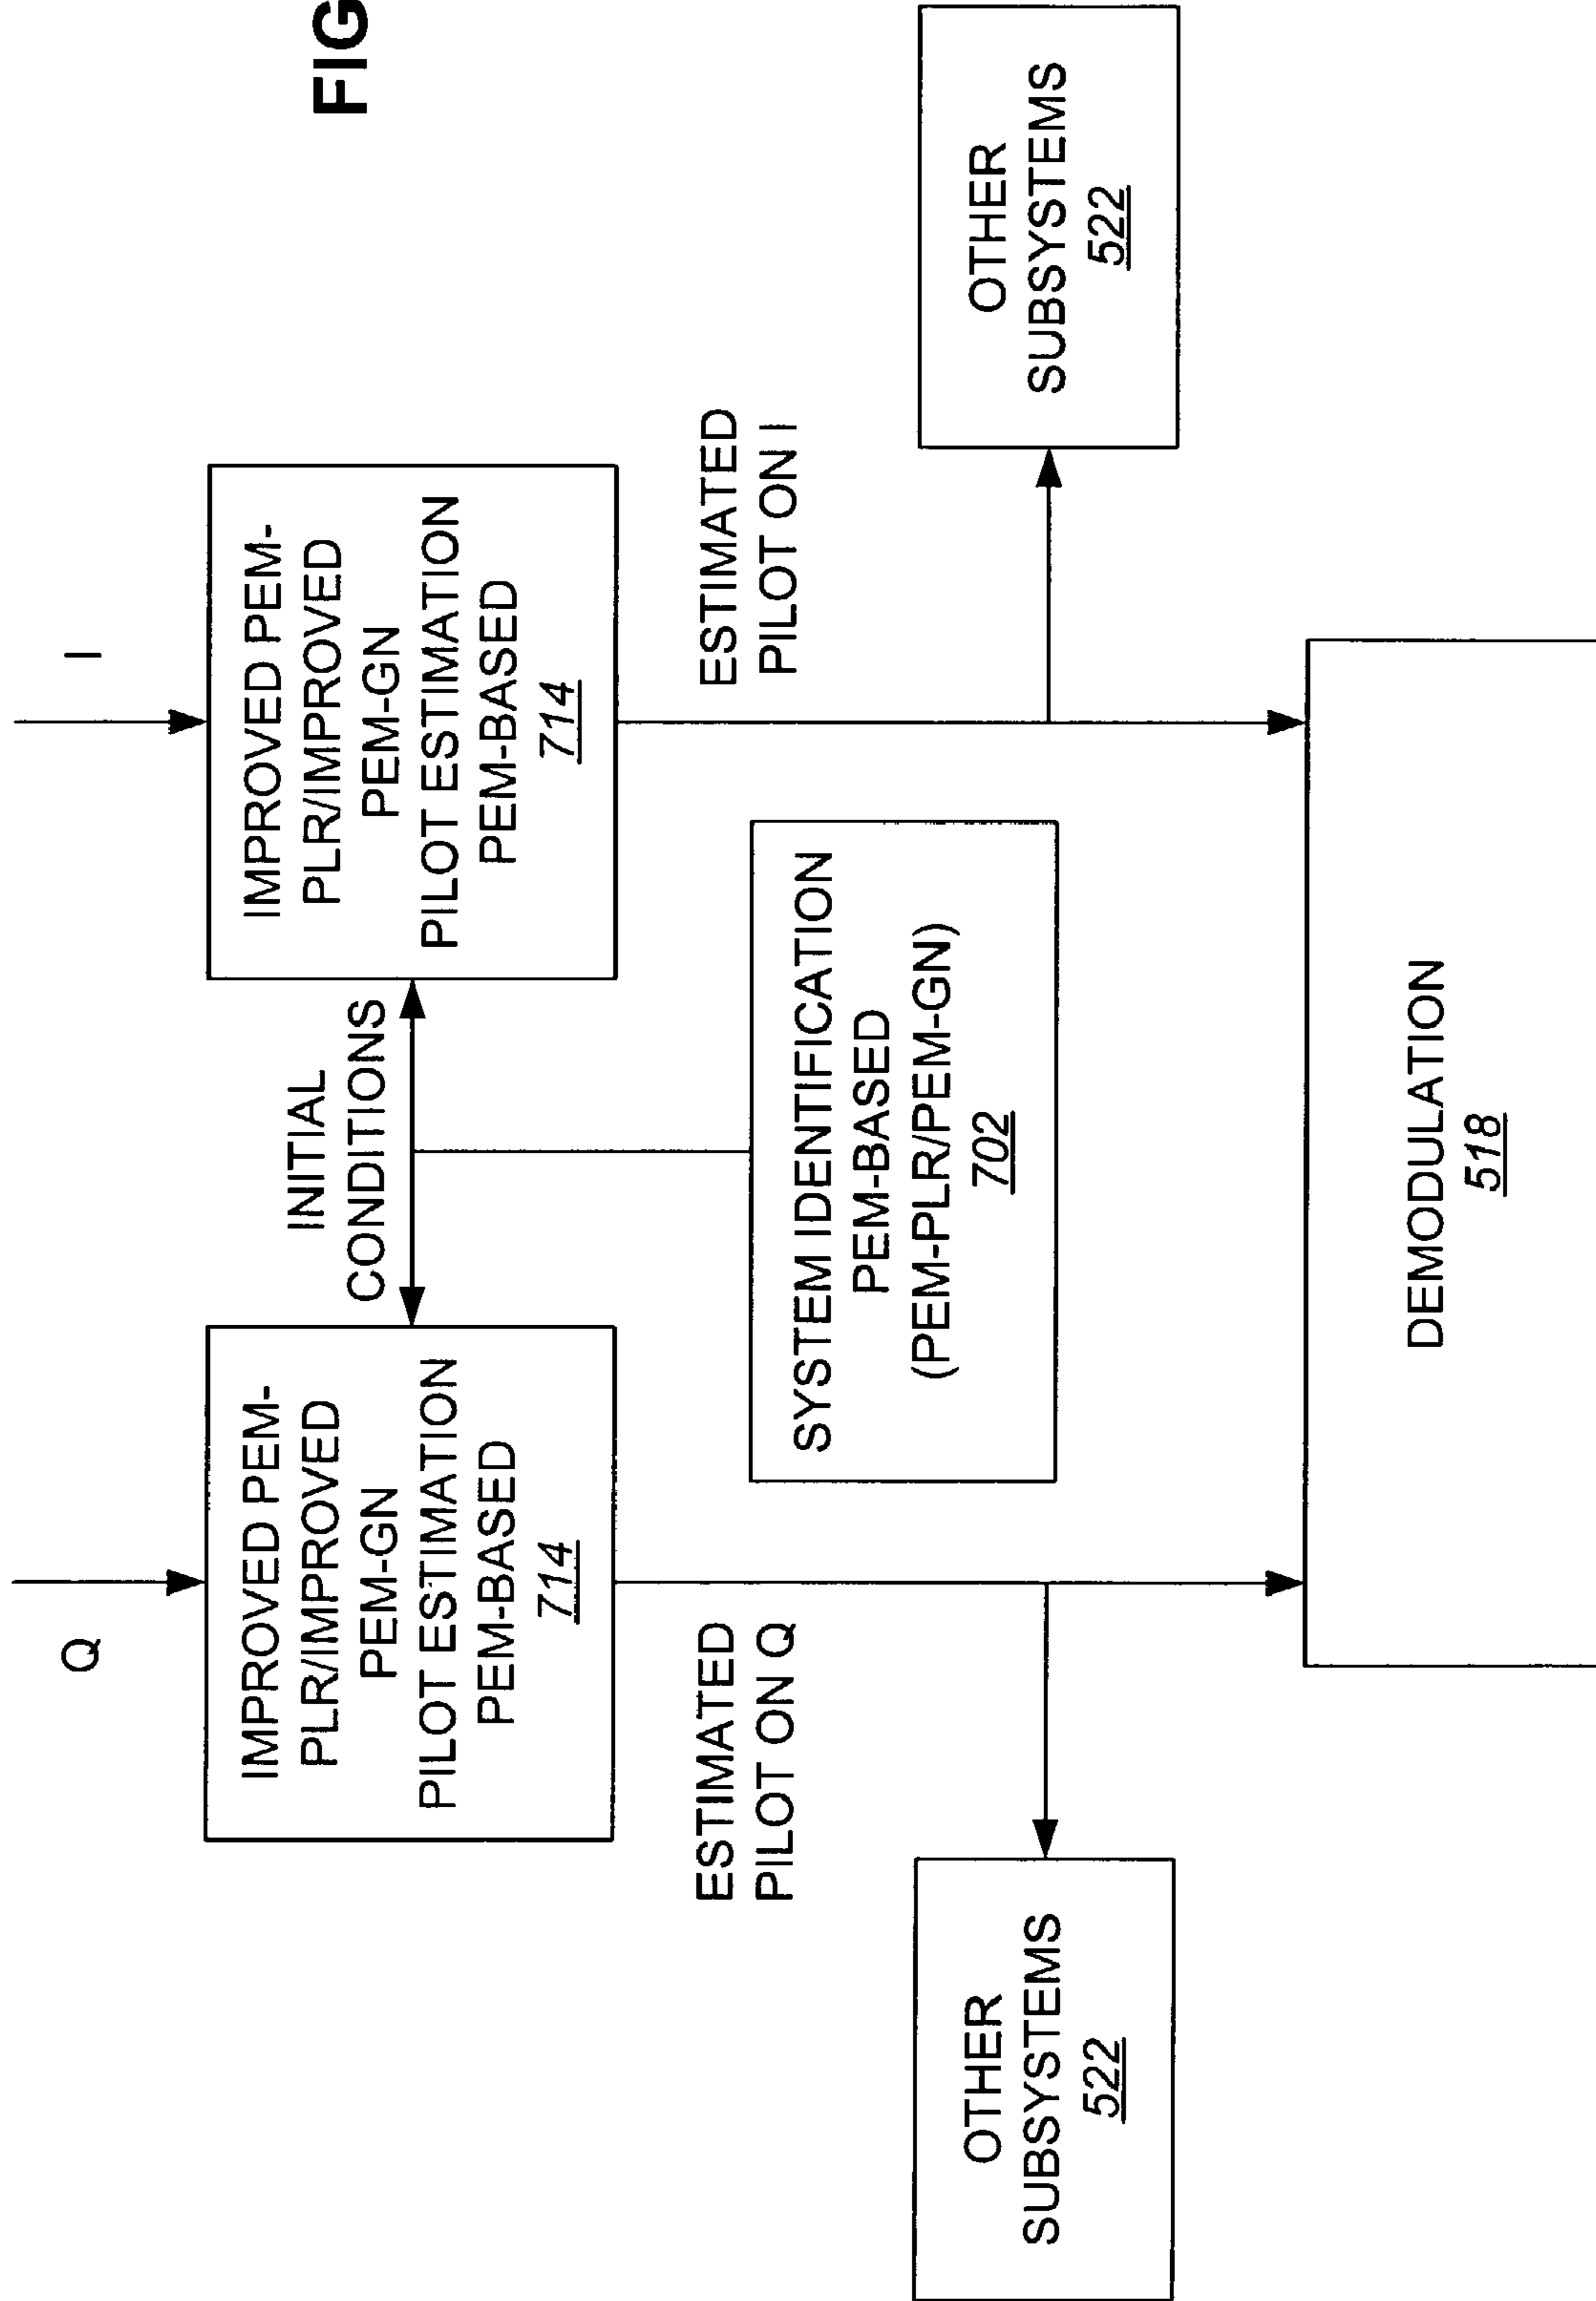 Q
I
FIG
IMPROVED PEM-
PLR/IMPROVED
PEM-GN
PILOT ESTIMATION
PEM-BASED
714
INITIAL
CONDITIONS
IMPROVED PEM-
PLR/IMPROVED
PEM-GN
PILOT ESTIMATION
PEM-BASED
714
ESTIMATED
PILOT ON Q
SYSTEM IDENTIFICATION
PEM-BASED
(PEM-PLR/PEM-GN)
702
ESTIMATED
PILOT ON I
OTHER
SUBSYSTEMS
522
OTHER
SUBSYSTEMS
522
DEMODULATION
518